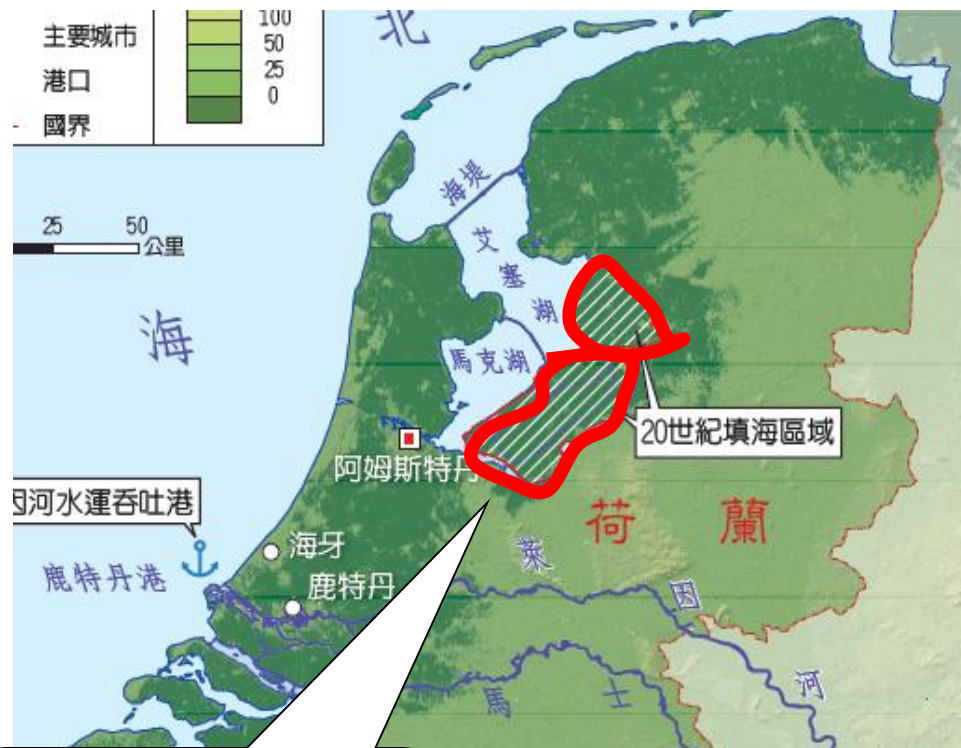 主要城市
港口
國界
100
50
25
0
北
海
25 50
公里
海堤
艾塞湖
馬克湖
20世紀填海區域
阿姆斯特丹
因河水運吞吐港
荷蘭
海牙
鹿特丹港
鹿特丹
萊因河
馬士